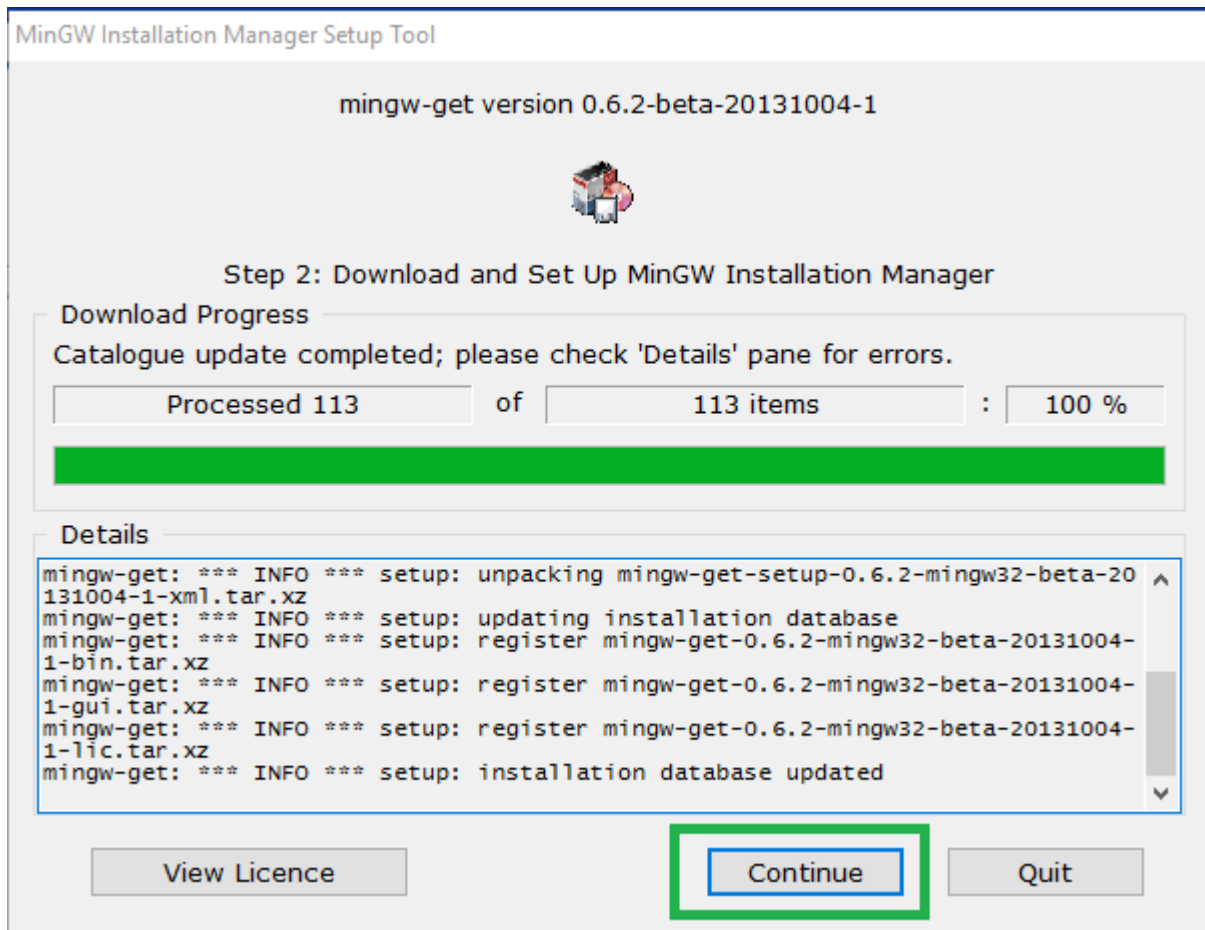 MinGW Installation Manager Setup Tool
mingw-get version 0.6.2-beta-20131004-1
Step 2: Download and Set Up MinGW Installation Manager
Download Progress
Catalogue update completed; please check 'Details' pane for errors.
Processed 113 of 113 items : 100 %
Details
mingw-get: *** INFO *** setup: unpacking mingw-get-setup-0.6.2-mingw32-beta-20
131004-1-xml.tar.xz
mingw-get: *** INFO *** setup: updating installation database
mingw-get: *** INFO *** setup: register mingw-get-0.6.2-mingw32-beta-20131004-
1-bin.tar.xz
mingw-get: *** INFO *** setup: register mingw-get-0.6.2-mingw32-beta-20131004-
1-gui.tar.xz
mingw-get: *** INFO *** setup: register mingw-get-0.6.2-mingw32-beta-20131004-
1-lic.tar.xz
mingw-get: *** INFO *** setup: installation database updated
View Licence Continue Quit